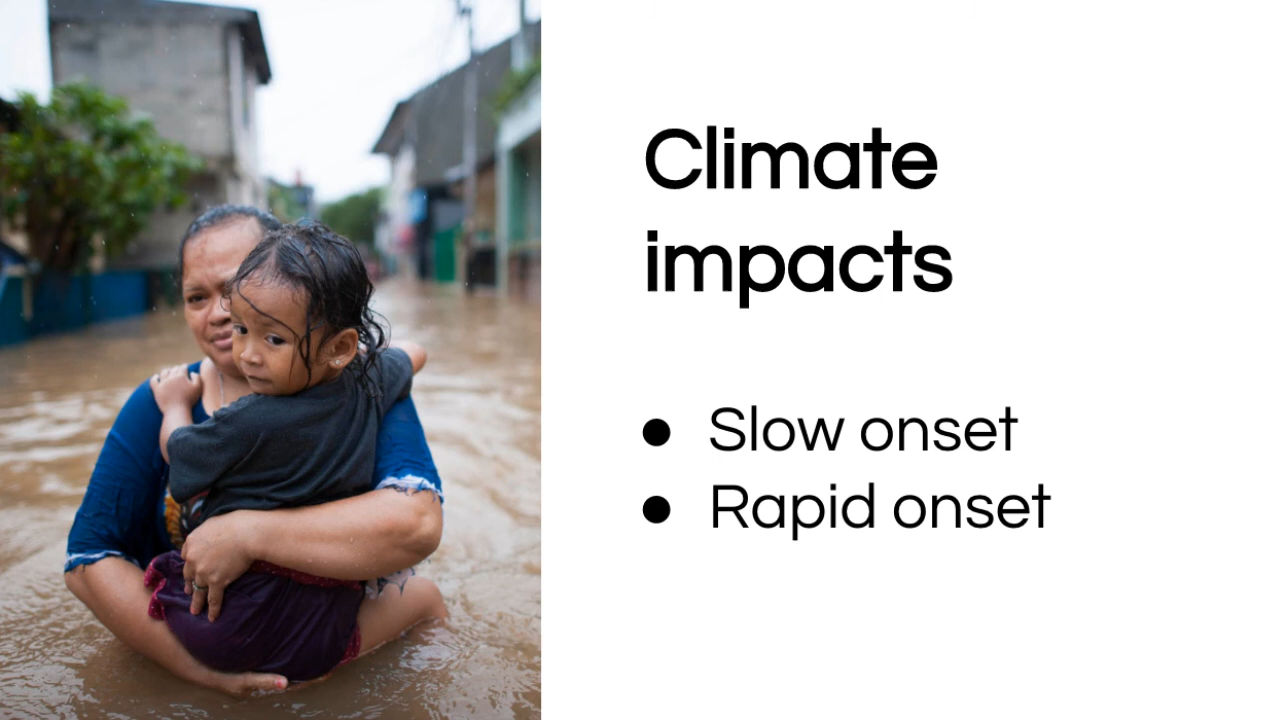 Climate
impacts
● Slow onset
● Rapid onset